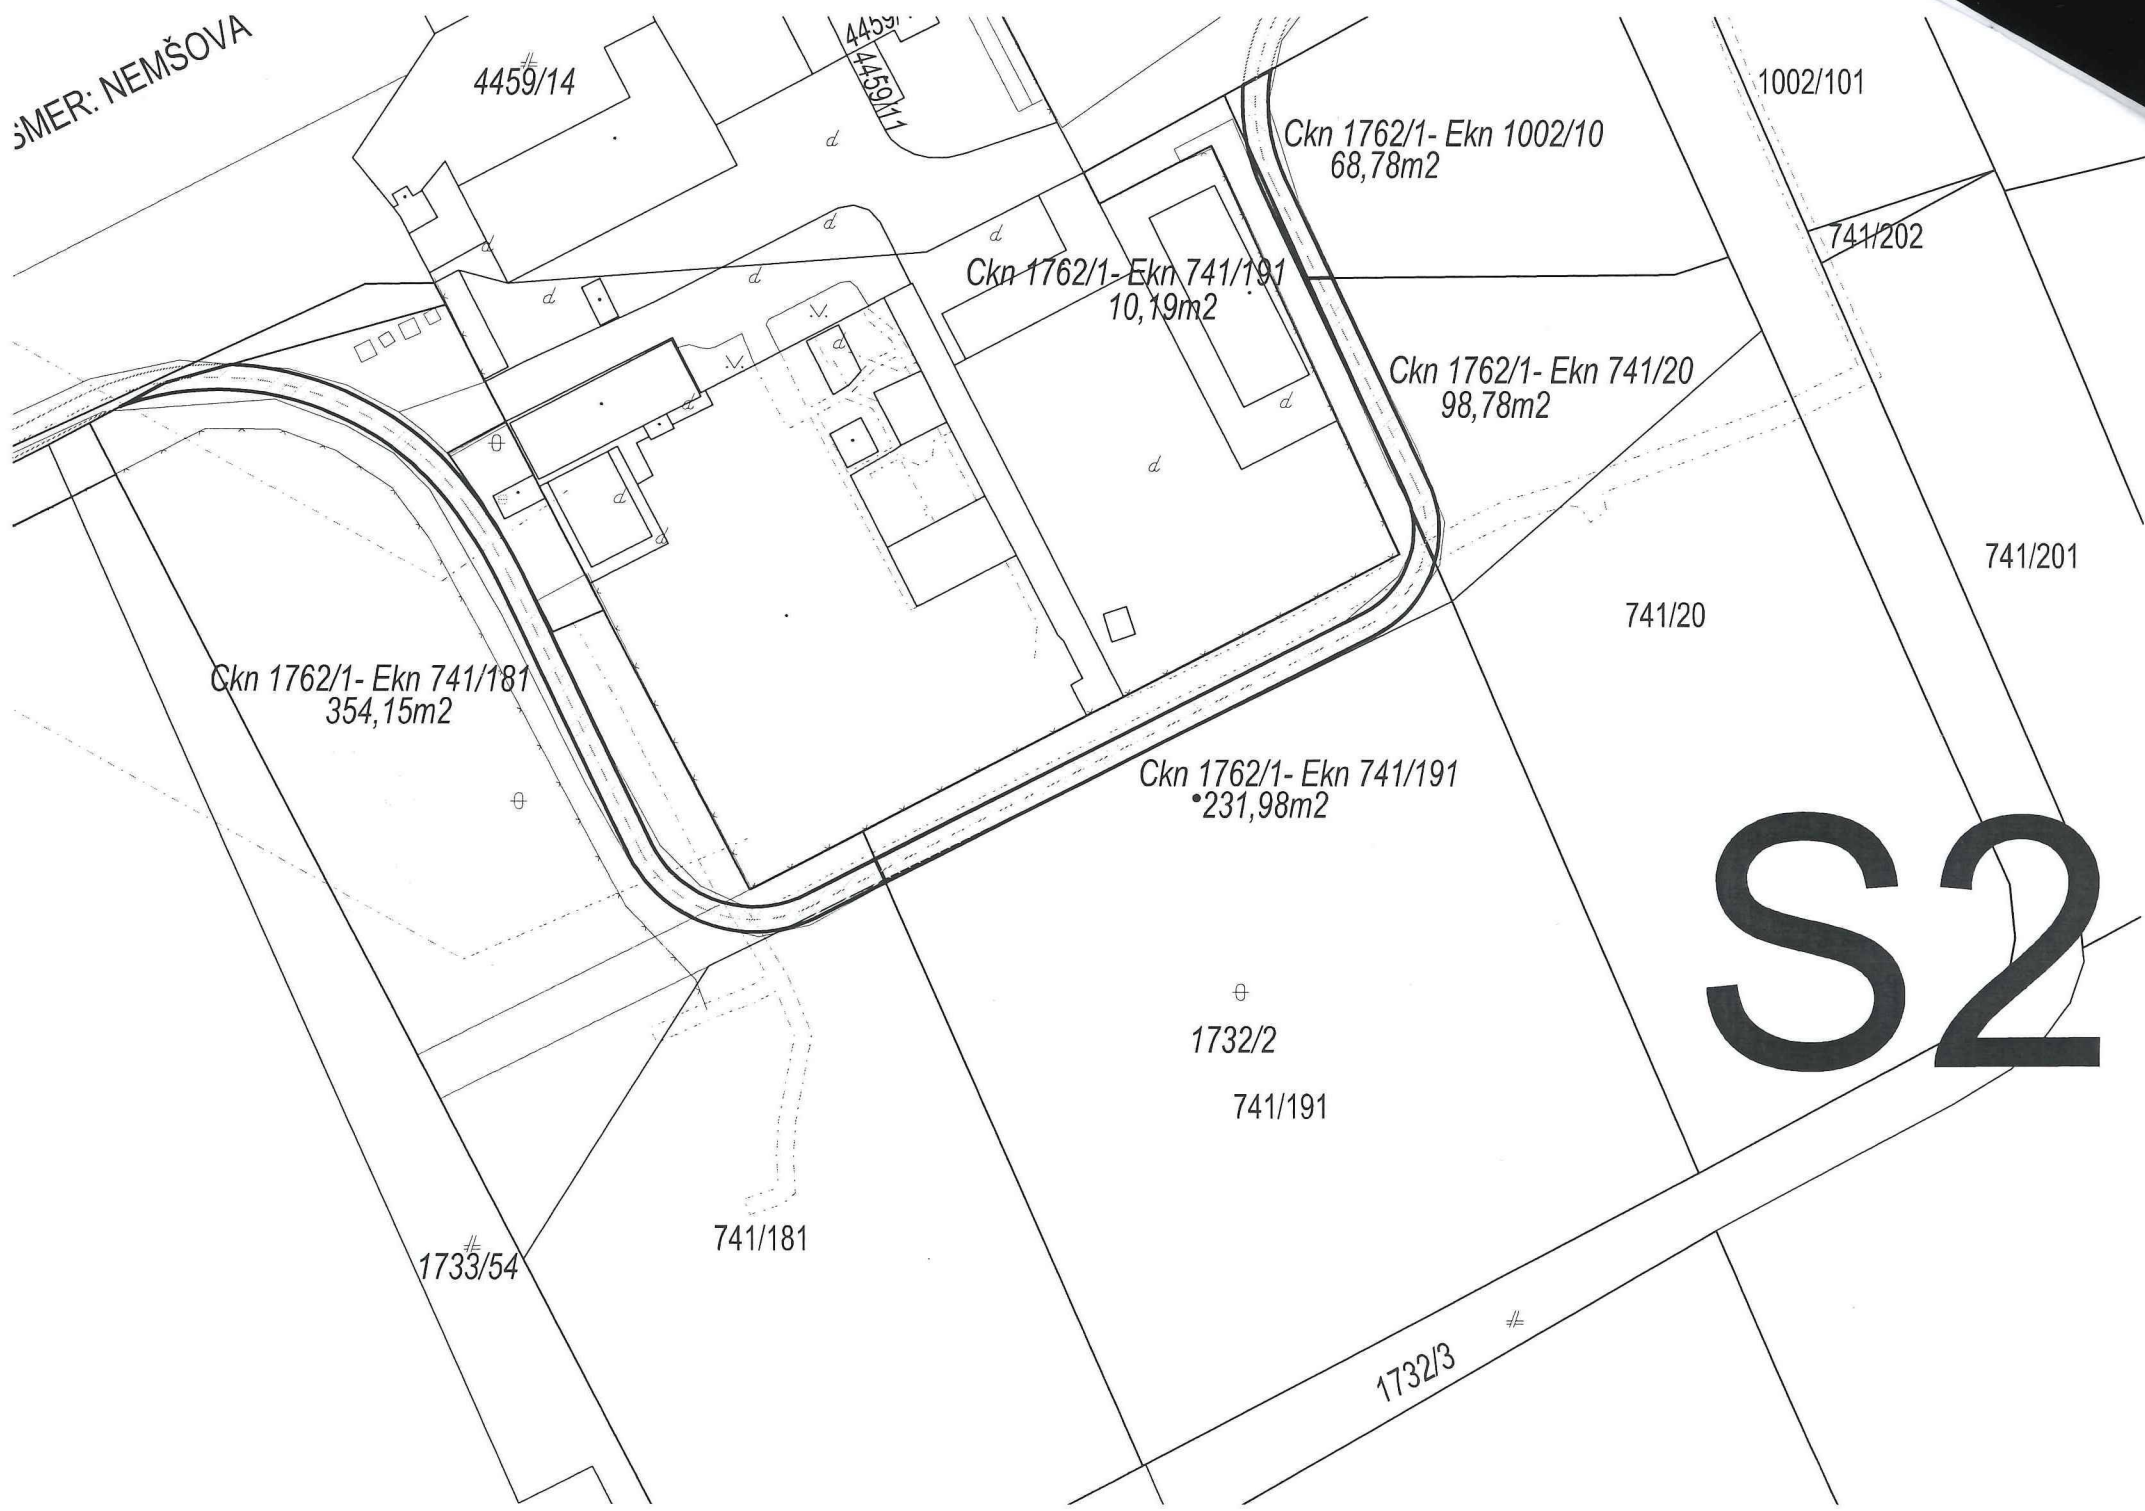 SMER: NEMŠOVA
4459/14
4459/11
1002/101
Ckn 1762/1- Ekn 1002/10
68,78m2
741/202
Ckn 1762/1- Ekn 741/191
10,19m2
Ckn 1762/1- Ekn 741/20
98,78m2
741/201
741/20
Ckn 1762/1- Ekn 741/181
354,15m2
Ckn 1762/1- Ekn 741/191
231,98m2
S2
1732/2
741/191
741/181
1733/54
1732/3